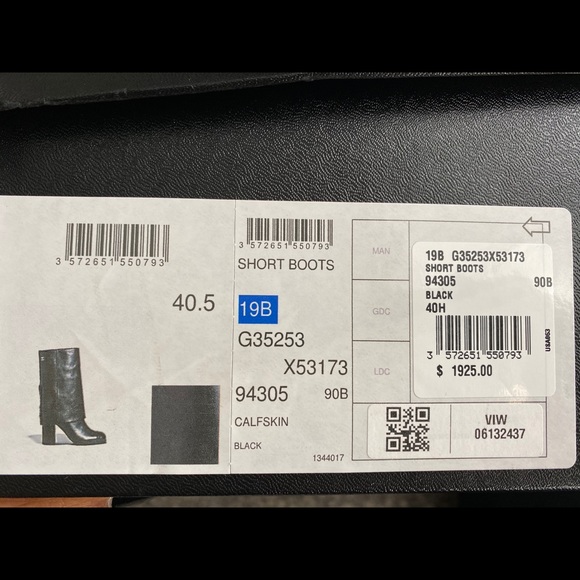 3 572651 550793
40.5
3 572651 550793
SHORT BOOTS
19B
G35253
X53173
94305 90B
CALFSKIN
BLACK
1344017
MAN
GDC
LDC
19B G35253X53173
SHORT BOOTS
94305 90B
BLACK
40H
3 572651 550793
USA053
$ 1925.00
VIW
06132437